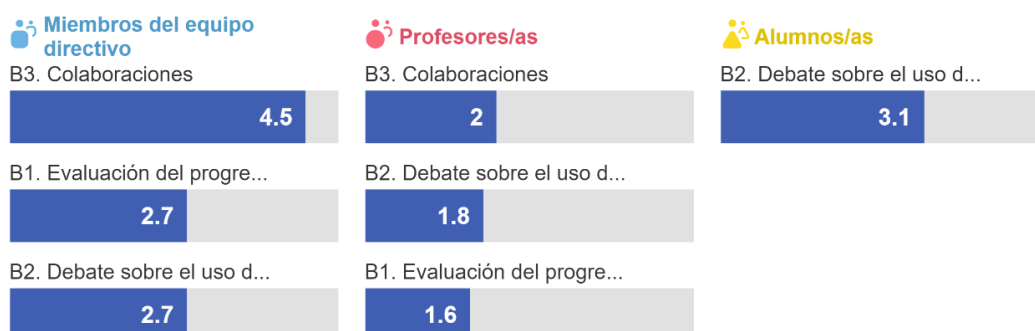 Miembros del equipo
directivo
B3. Colaboraciones
4.5
B1. Evaluación del progre...
2.7
B2. Debate sobre el uso d...
2.7
Profesores/as
B3. Colaboraciones
2
B2. Debate sobre el uso d...
1.8
B1. Evaluación del progre...
1.6
Alumnos/as
B2. Debate sobre el uso d...
3.1